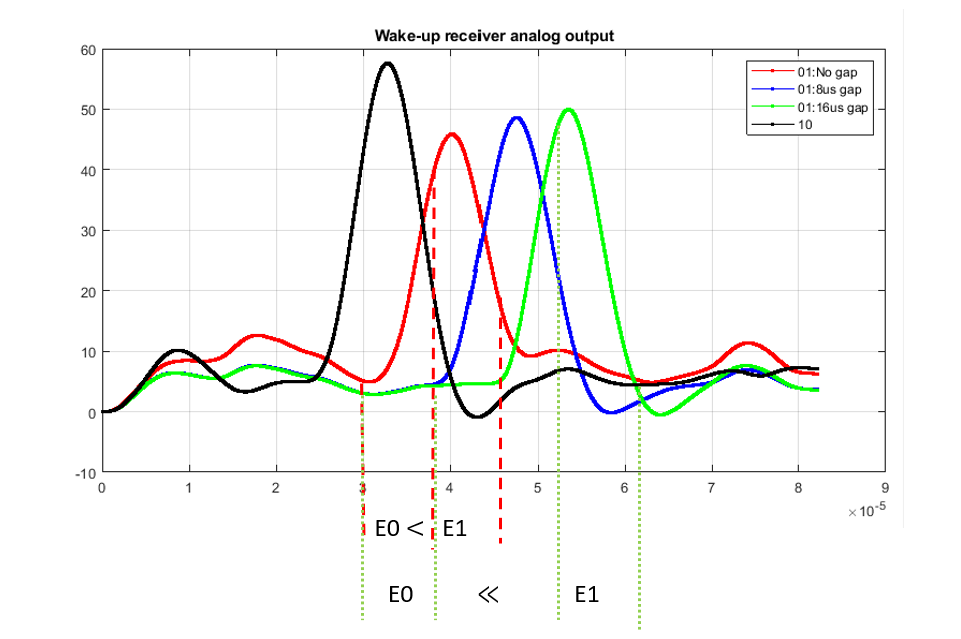 Wake-up receiver analog output
60
50
40
30
20
10
0
-10
01:No gap
01:8us gap
01:16us gap
10
0 1 2 3 4 5 6 7 8 9
×10⁻⁵
E0 < E1
E0 ≪ E1